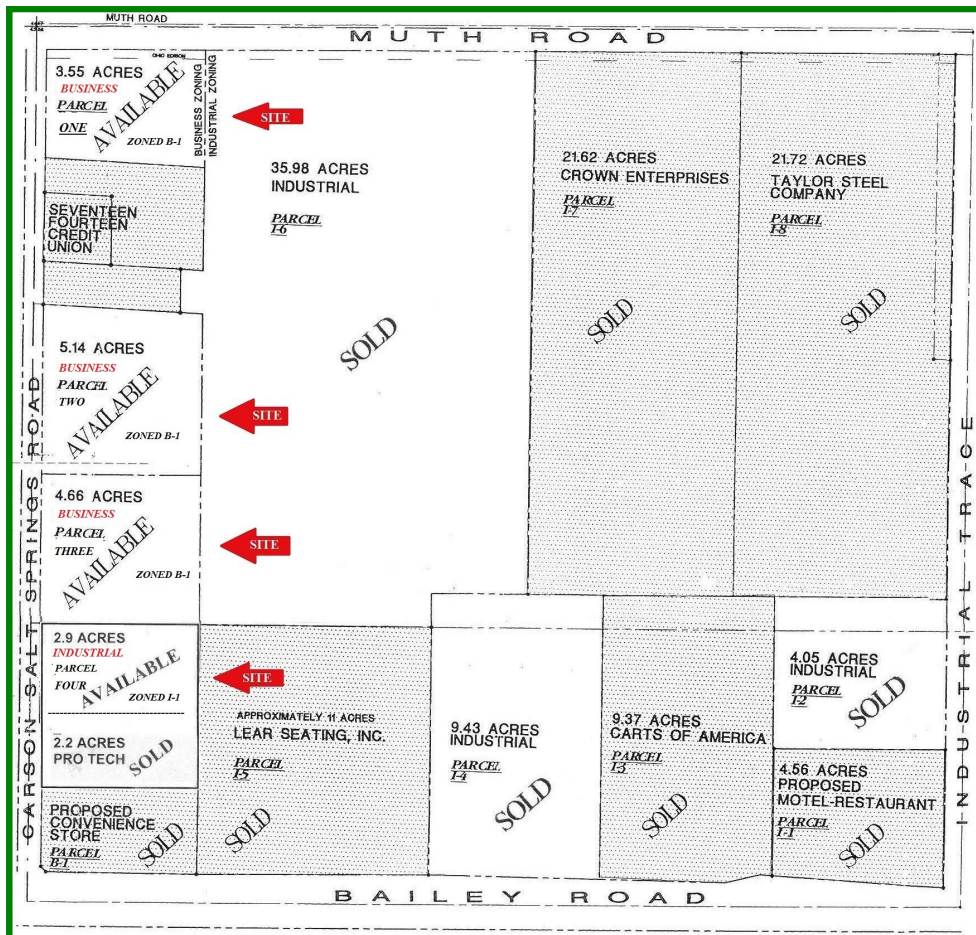 MUTH ROAD
MUTH ROAD
OHIO EDISON
3.55 ACRES
BUSINESS
PARCEL
ONE
AVAILABLE
ZONED B-1
BUSINESS ZONING
INDUSTRIAL ZONING
SITE
35.98 ACRES
INDUSTRIAL
PARCEL
I-6
SOLD
21.62 ACRES
CROWN ENTERPRISES
PARCEL
I-7
SOLD
21.72 ACRES
TAYLOR STEEL
COMPANY
PARCEL
I-8
SOLD
SEVENTEEN
FOURTEEN
CREDIT
UNION
5.14 ACRES
BUSINESS
PARCEL
TWO
AVAILABLE
ZONED B-1
SITE
4.66 ACRES
BUSINESS
PARCEL
THREE
AVAILABLE
ZONED B-1
SITE
2.9 ACRES
INDUSTRIAL
PARCEL
FOUR
AVAILABLE
ZONED I-1
SITE
2.2 ACRES
PRO TECH
SOLD
PROPOSED
CONVENIENCE
STORE
PARCEL
B-1
SOLD
APPROXIMATELY 11 ACRES
LEAR SEATING, INC.
PARCEL
I-5
SOLD
9.43 ACRES
INDUSTRIAL
PARCEL
I-4
SOLD
9.37 ACRES
CARTS OF AMERICA
PARCEL
I-3
SOLD
4.05 ACRES
INDUSTRIAL
PARCEL
I-2
SOLD
4.56 ACRES
PROPOSED
MOTEL-RESTAURANT
PARCEL
I-1
SOLD
CARSON SALT SPRINGS ROAD
INDUSTRIAL TRACE
BAILEY ROAD